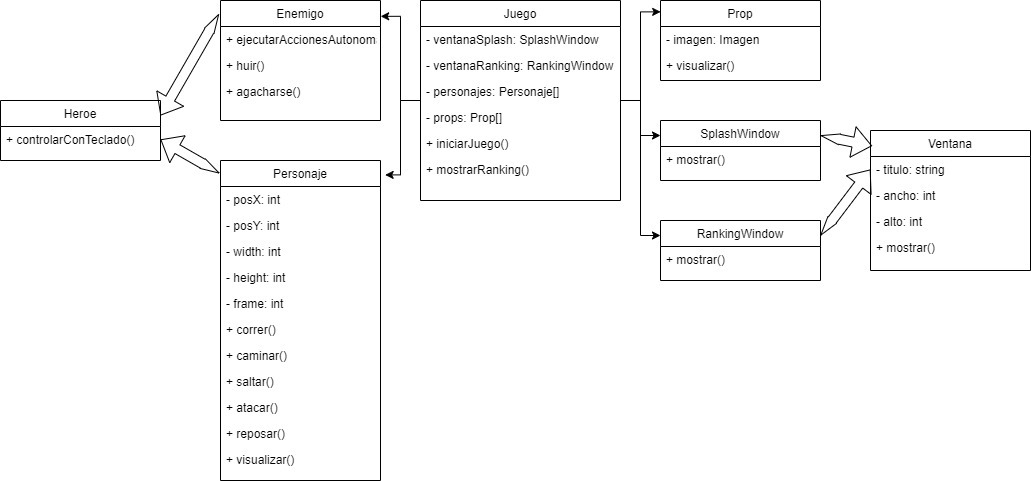 Heroe
+ controlarConTeclado()
Enemigo
+ ejecutarAccionesAutonom
+ huir()
+ agacharse()
Personaje
- posX: int
- posY: int
- width: int
- height: int
- frame: int
+ correr()
+ caminar()
+ saltar()
+ atacar()
+ reposar()
+ visualizar()
Juego
- ventanaSplash: SplashWindow
- ventanaRanking: RankingWindow
- personajes: Personaje[]
- props: Prop[]
+ iniciarJuego()
+ mostrarRanking()
Prop
- imagen: Imagen
+ visualizar()
SplashWindow
+ mostrar()
RankingWindow
+ mostrar()
Ventana
- titulo: string
- ancho: int
- alto: int
+ mostrar()